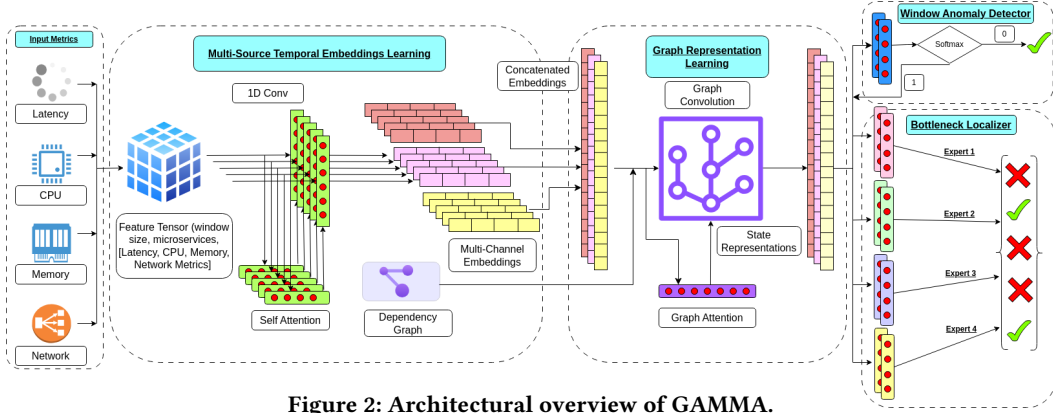 Input Metrics
Latency
CPU
Memory
Network
Multi-Source Temporal Embeddings Learning
1D Conv
Feature Tensor (window
size, microservices,
[Latency, CPU, Memory,
Network Metrics]
Self Attention
Dependency
Graph
Multi-Channel
Embeddings
Concatenated
Embeddings
Graph Representation
Learning
Graph
Convolution
State
Representations
Graph Attention
Window Anomaly Detector
Softmax
0
1
Bottleneck Localizer
Expert 1
Expert 2
Expert 3
Expert 4
Figure 2: Architectural overview of GAMMA.